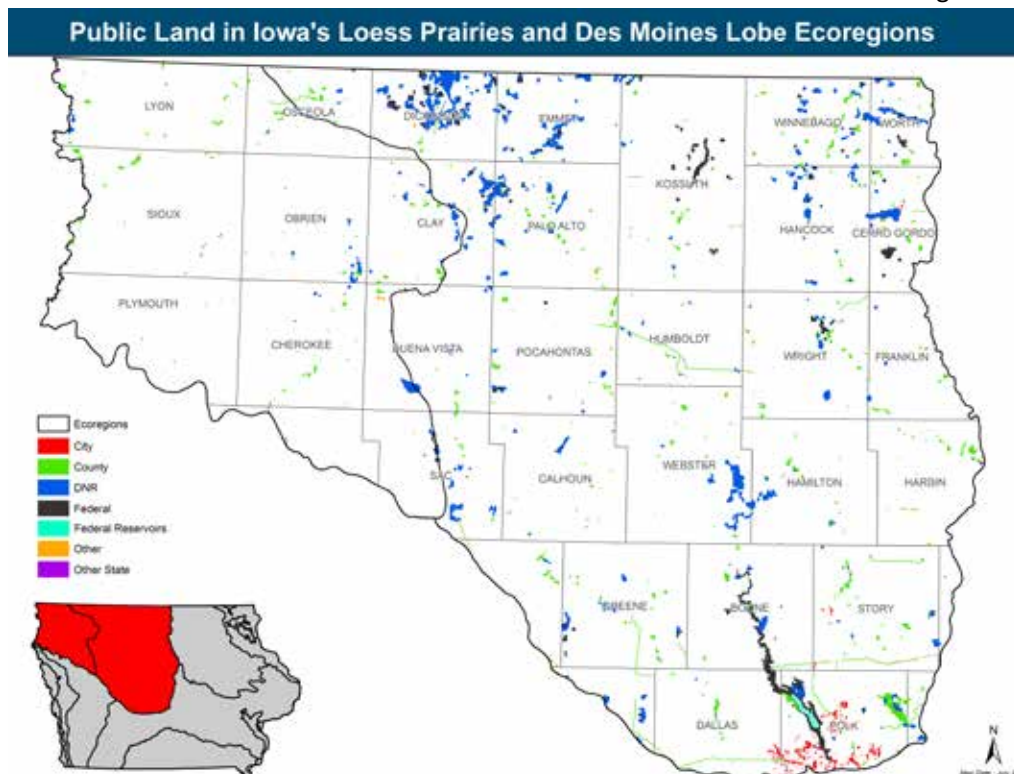 Public Land in Iowa's Loess Prairies and Des Moines Lobe Ecoregions
LYON
OSCEOLA
DICKINSON
EMMET
WINNEBAGO
WORTH
KOSSUTH
SIOUX
OBRIEN
CLAY
PALO ALTO
HANCOCK
CERRO GORDO
PLYMOUTH
CHEROKEE
BUENA VISTA
POCAHONTAS
HUMBOLDT
WRIGHT
FRANKLIN
SAC
CALHOUN
WEBSTER
HAMILTON
HARDIN
GREENE
BOONE
STORY
DALLAS
POLK
Ecoregions
City
County
DNR
Federal
Federal Reservoirs
Other
Other State
N